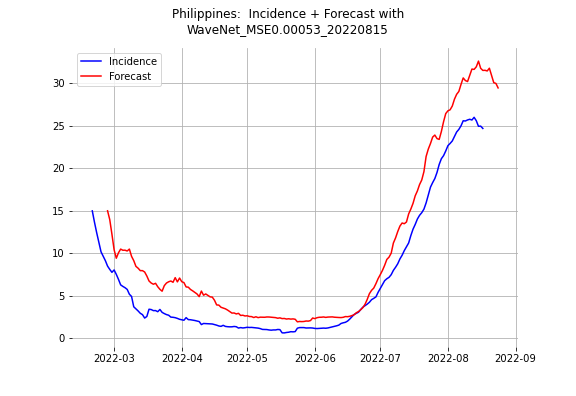 Philippines:  Incidence + Forecast with
WaveNet_MSE0.00053_20220815
Incidence
Forecast
30
25
20
15
10
5
0
2022-03 2022-04 2022-05 2022-06 2022-07 2022-08 2022-09